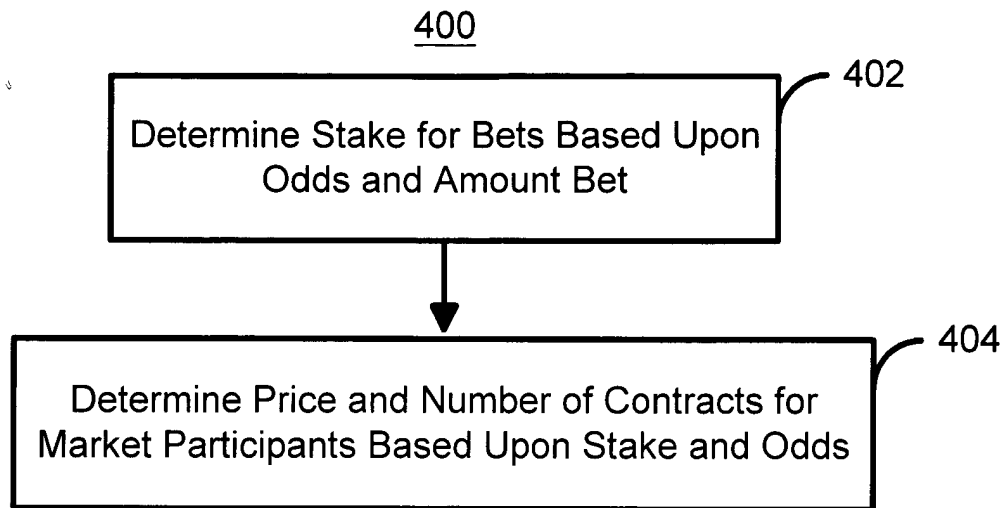 400
402
Determine Stake for Bets Based Upon
Odds and Amount Bet
404
Determine Price and Number of Contracts for
Market Participants Based Upon Stake and Odds